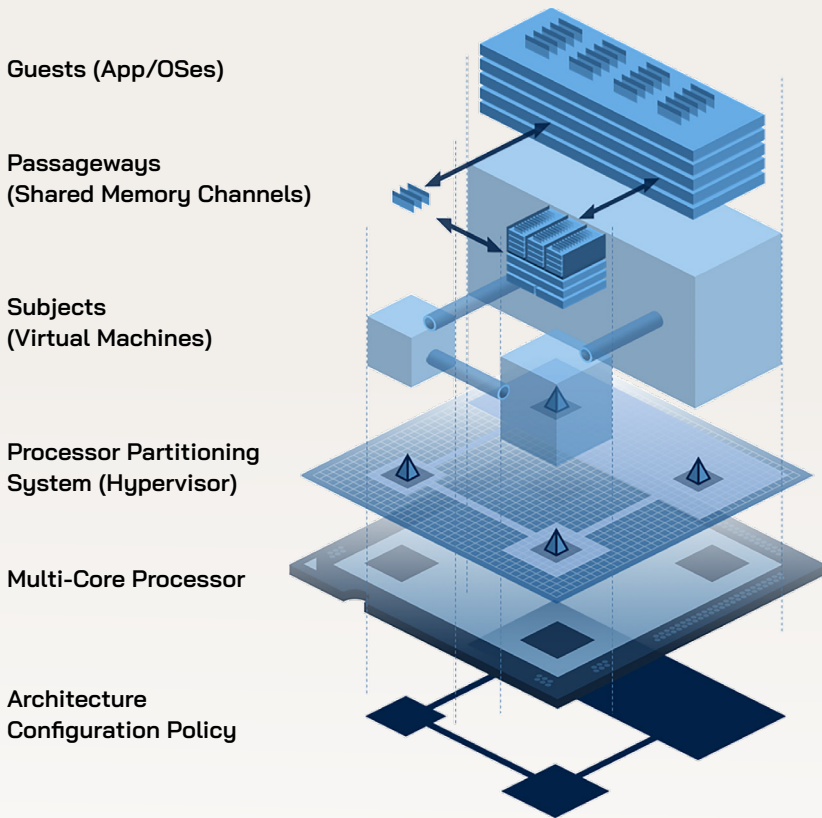 Guests (App/OSes)
Passageways
(Shared Memory Channels)
Subjects
(Virtual Machines)
Processor Partitioning
System (Hypervisor)
Multi-Core Processor
Architecture
Configuration Policy